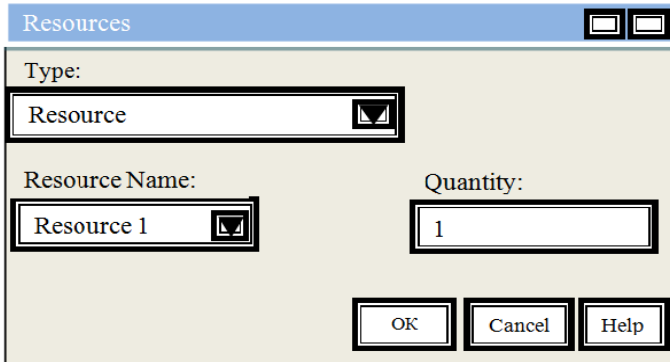 Resources
Type:
Resource
Resource Name:
Quantity:
Resource 1
1
OK
Cancel
Help